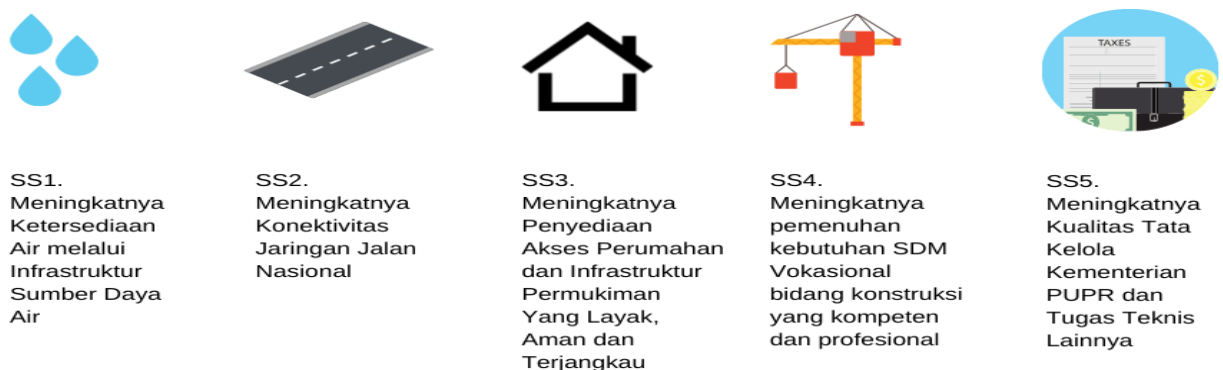 TAXES
SS1.
Meningkatnya
Ketersediaan
Air melalui
Infrastruktur
Sumber Daya
Air
SS2.
Meningkatnya
Konektivitas
Jaringan Jalan
Nasional
SS3.
Meningkatnya
Penyediaan
Akses Perumahan
dan Infrastruktur
Permukiman
Yang Layak,
Aman dan
Terjangkau
SS4.
Meningkatnya
pemenuhan
kebutuhan SDM
Vokasional
bidang konstruksi
yang kompeten
dan profesional
SS5.
Meningkatnya
Kualitas Tata
Kelola
Kementerian
PUPR dan
Tugas Teknis
Lainnya